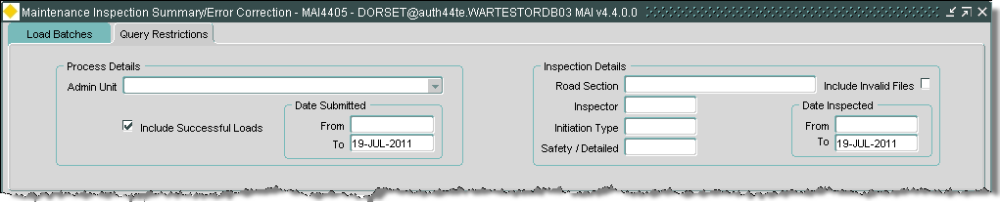 Maintenance Inspection Summary/Error Correction - MAI4405 - DORSET@auth44te.WARTESTORDB03 MAI v4.4.0.0
Load Batches
Query Restrictions
Process Details
Admin Unit
Include Successful Loads
Date Submitted
From
To 19-JUL-2011
Inspection Details
Road Section
Include Invalid Files
Inspector
Initiation Type
Safety / Detailed
Date Inspected
From
To 19-JUL-2011